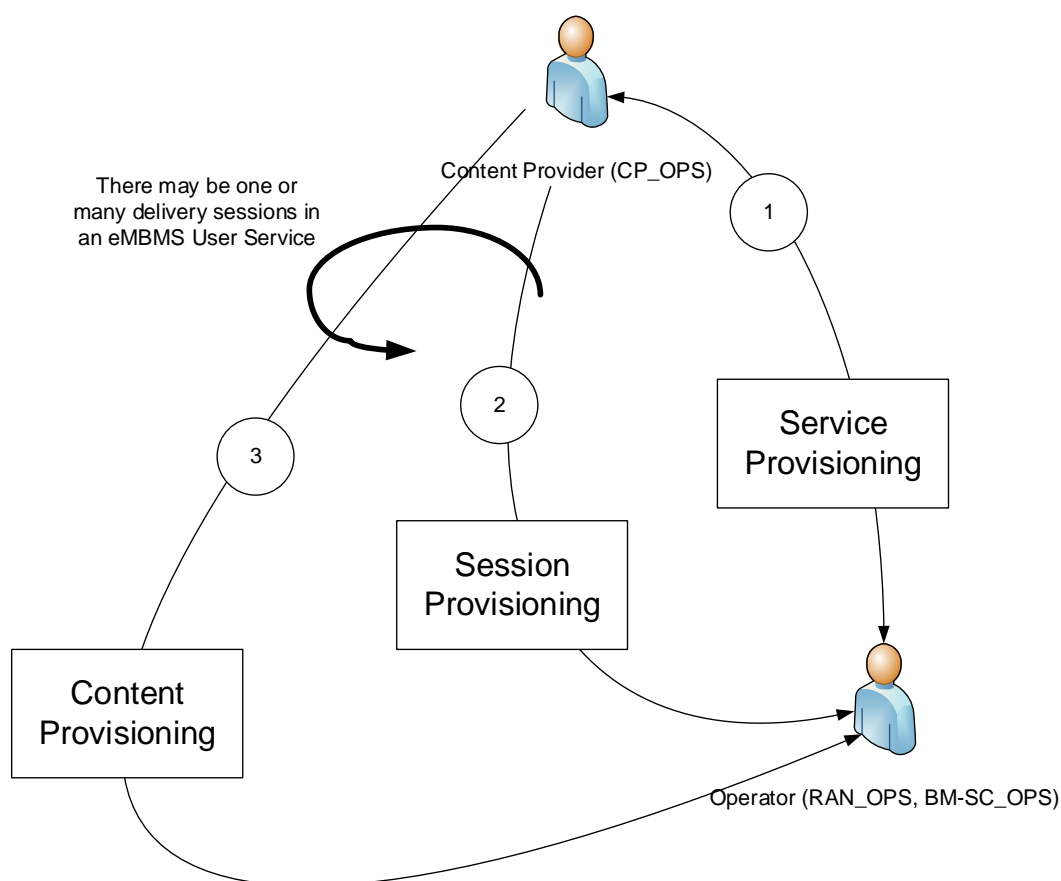 Content Provider (CP_OPS)
There may be one or
many delivery sessions in
an eMBMS User Service
1
2
3
Service
Provisioning
Session
Provisioning
Content
Provisioning
Operator (RAN_OPS, BM-SC_OPS)